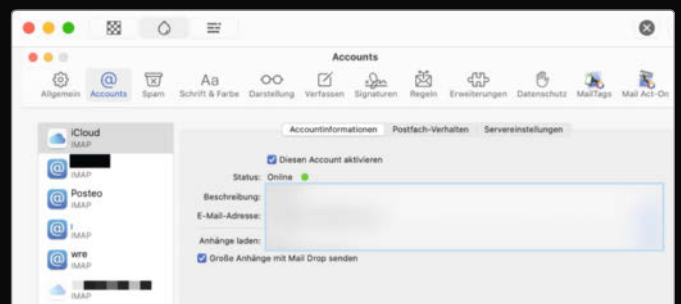 Accounts
Allgemein Accounts Spam Schrift & Farbe Darstellung Verfassen Signaturen Regeln Erweiterungen Datenschutz MailTags Mail Act-On
iCloud
IMAP
IMAP
Posteo
IMAP
IMAP
wre
IMAP
IMAP
Accountinformationen Postfach-Verhalten Servereinstellungen
Diesen Account aktivieren
Status: Online
Beschreibung:
E-Mail-Adresse:
Anhänge laden:
Große Anhänge mit Mail Drop senden